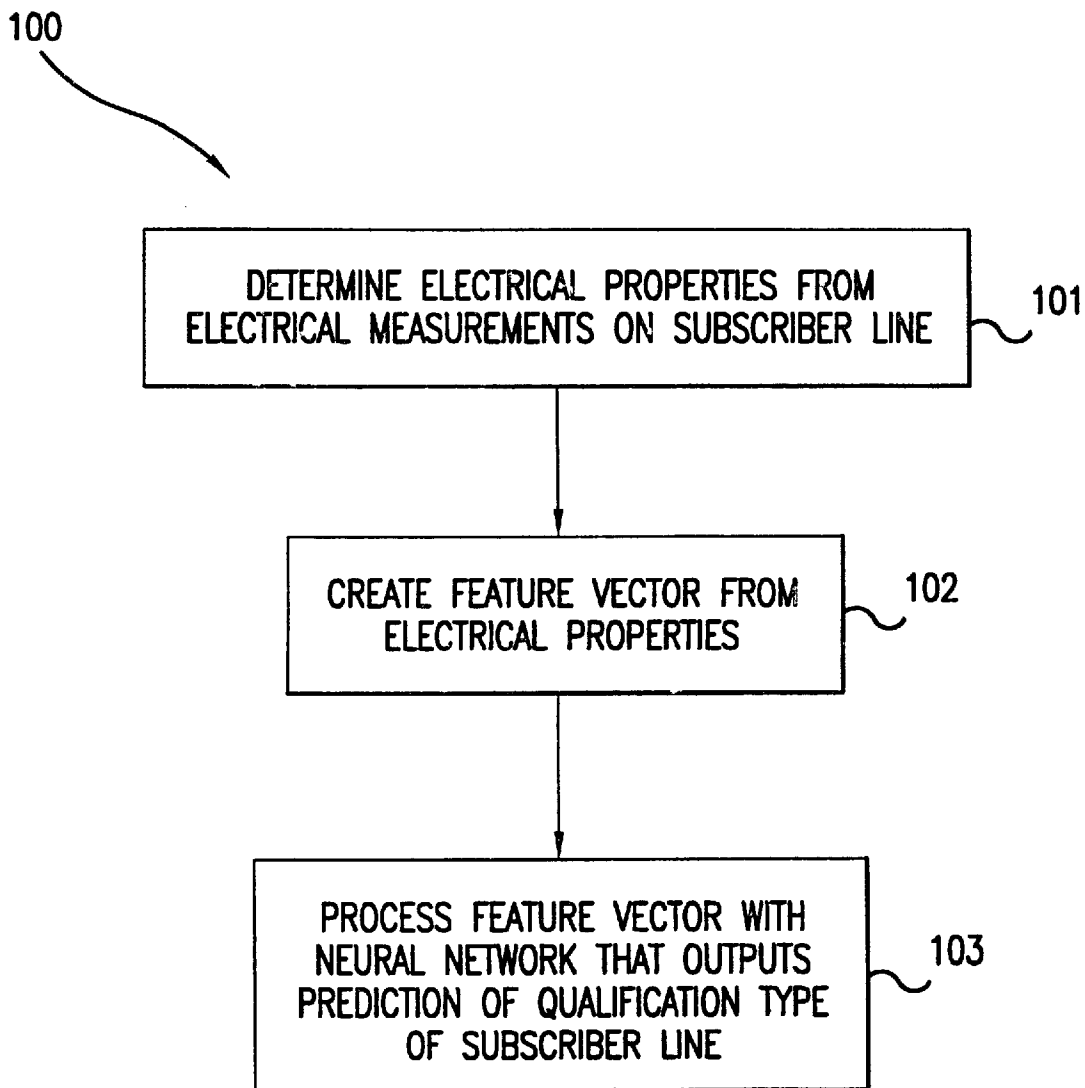 100
DETERMINE ELECTRICAL PROPERTIES FROM
ELECTRICAL MEASUREMENTS ON SUBSCRIBER LINE
101
CREATE FEATURE VECTOR FROM
ELECTRICAL PROPERTIES
102
PROCESS FEATURE VECTOR WITH
NEURAL NETWORK THAT OUTPUTS
PREDICTION OF QUALIFICATION TYPE
OF SUBSCRIBER LINE
103